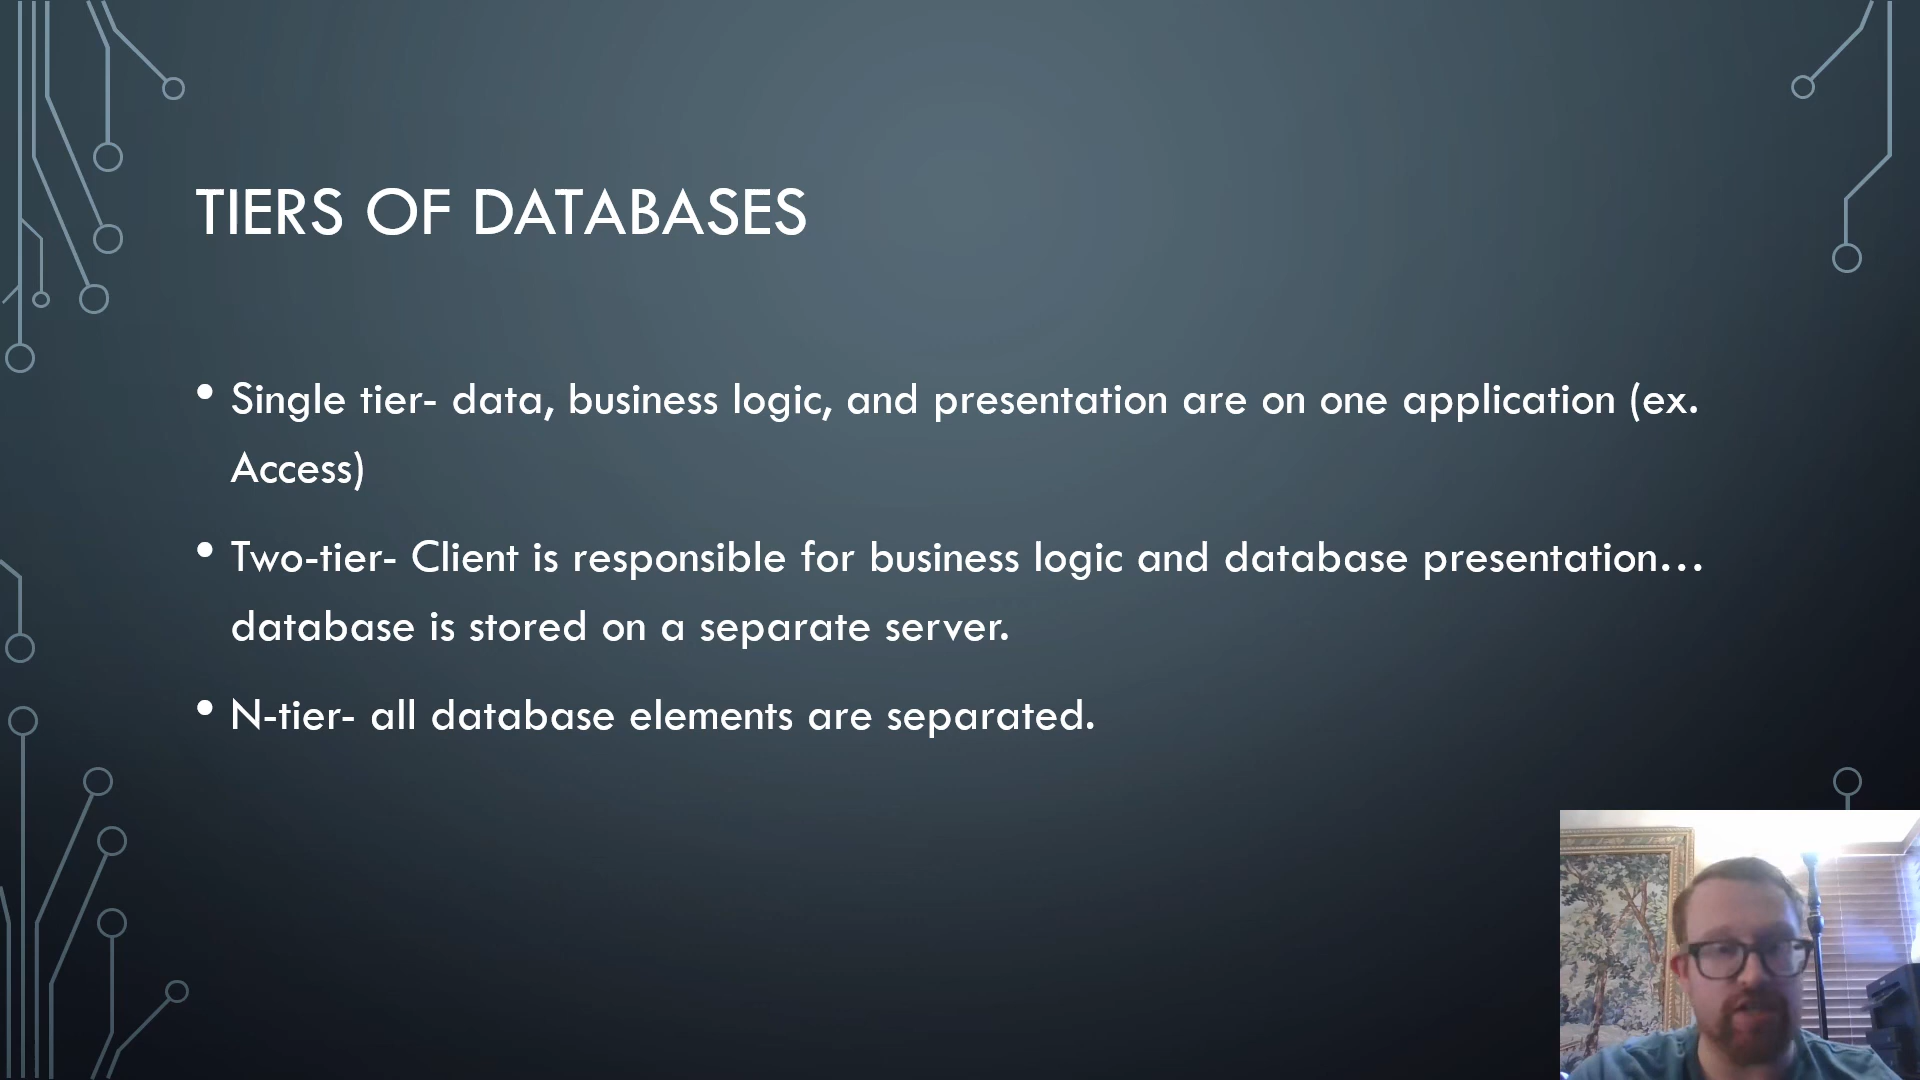 TIERS OF DATABASES
• Single tier- data, business logic, and presentation are on one application (ex.
Access)
• Two-tier- Client is responsible for business logic and database presentation…
database is stored on a separate server.
• N-tier- all database elements are separated.